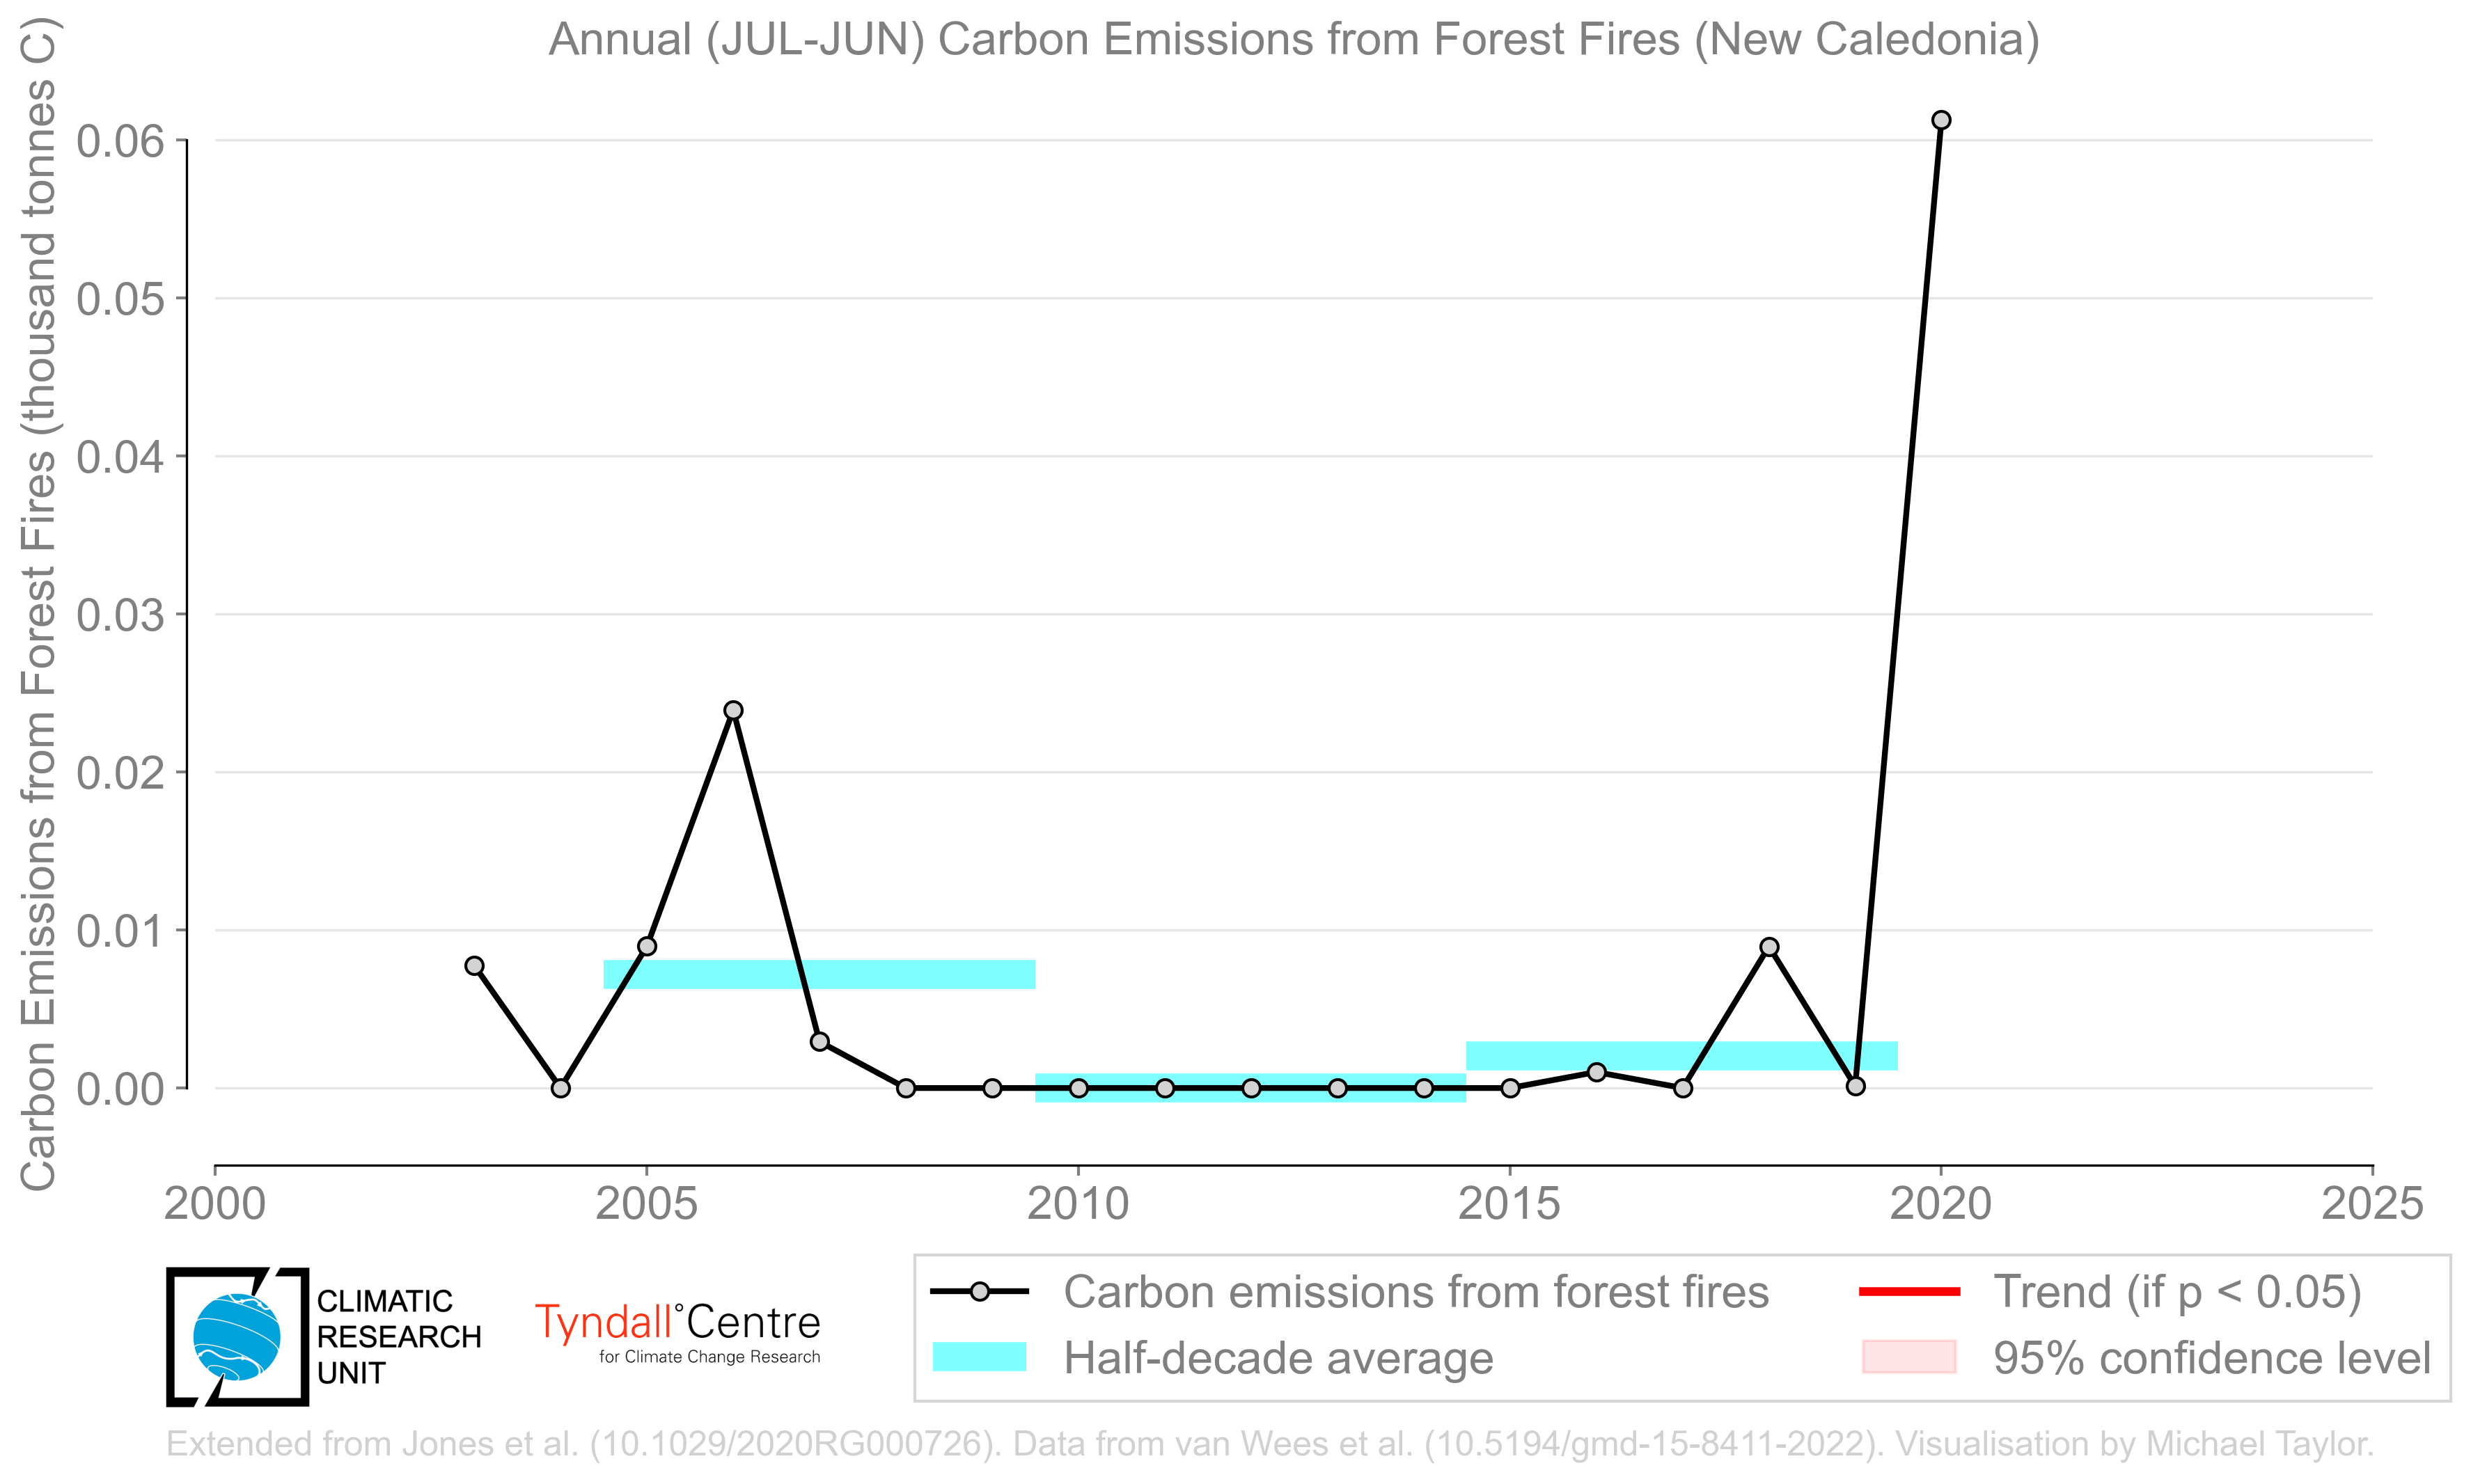 Annual (JUL-JUN) Carbon Emissions from Forest Fires (New Caledonia)
Carbon Emissions from Forest Fires (thousand tonnes C)
0.06
0.05
0.04
0.03
0.02
0.01
0.00
2000 2005 2010 2015 2020 2025
CLIMATIC
RESEARCH
UNIT
Tyndall°Centre
for Climate Change Research
Carbon emissions from forest fires
Half-decade average
Trend (if p < 0.05)
95% confidence level
Extended from Jones et al. (10.1029/2020RG000726). Data from van Wees et al. (10.5194/gmd-15-8411-2022). Visualisation by Michael Taylor.